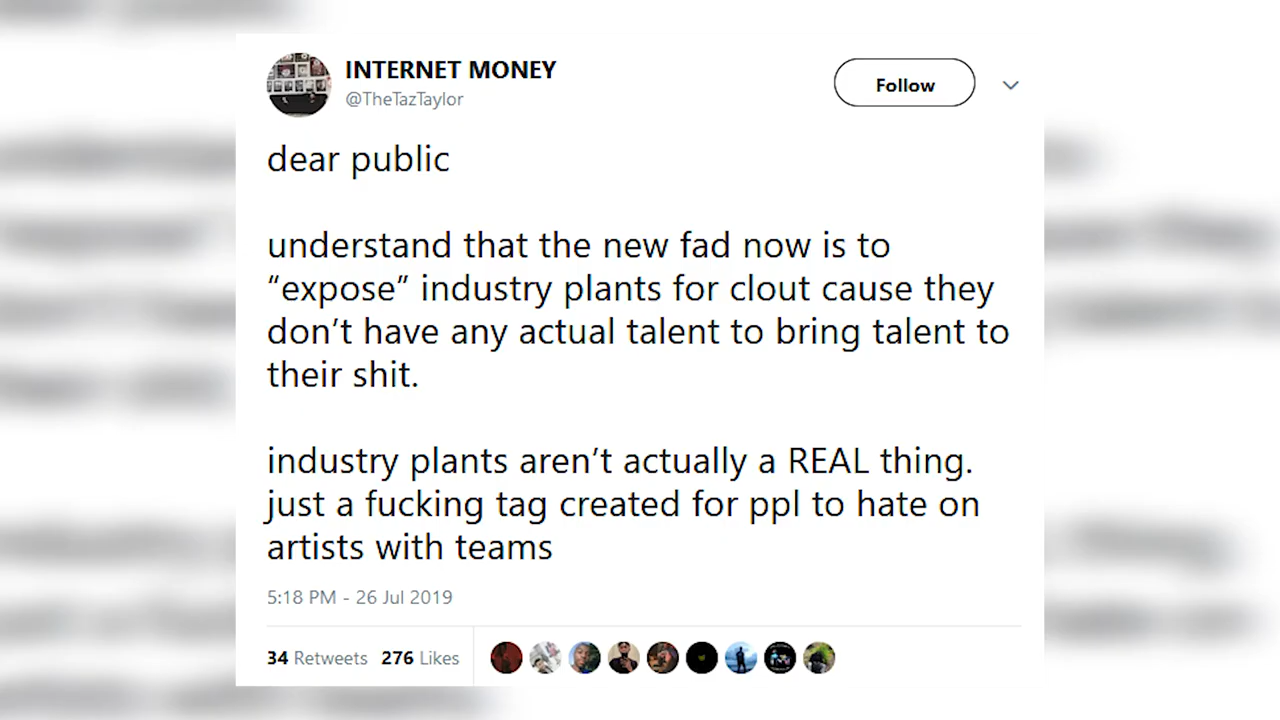 INTERNET MONEY
@TheTazTaylor
Follow
dear public
understand that the new fad now is to
“expose” industry plants for clout cause they
don’t have any actual talent to bring talent to
their shit.
industry plants aren’t actually a REAL thing.
just a fucking tag created for ppl to hate on
artists with teams
5:18 PM - 26 Jul 2019
34 Retweets 276 Likes